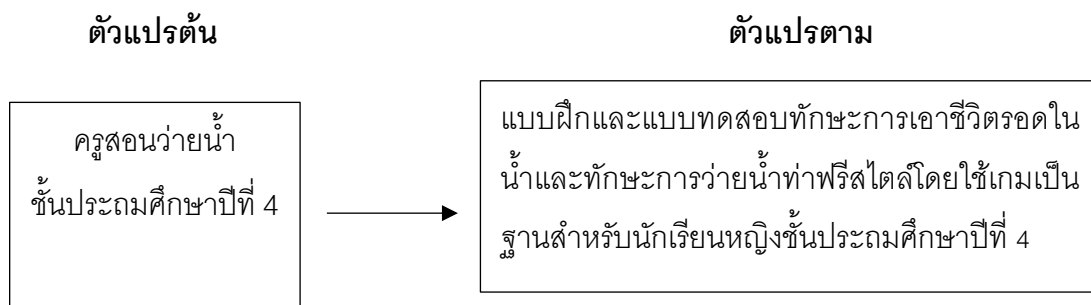 ตัวแปรต้น
ตัวแปรตาม
ครูสอนว่ายน้ำ
ชั้นประถมศึกษาปีที่ 4
แบบฝึกและแบบทดสอบทักษะการเอาชีวิตรอดใน
น้ำและทักษะการว่ายน้ำท่าฟรีสไตล์โดยใช้เกมเป็น
ฐานสำหรับนักเรียนหญิงชั้นประถมศึกษาปีที่ 4